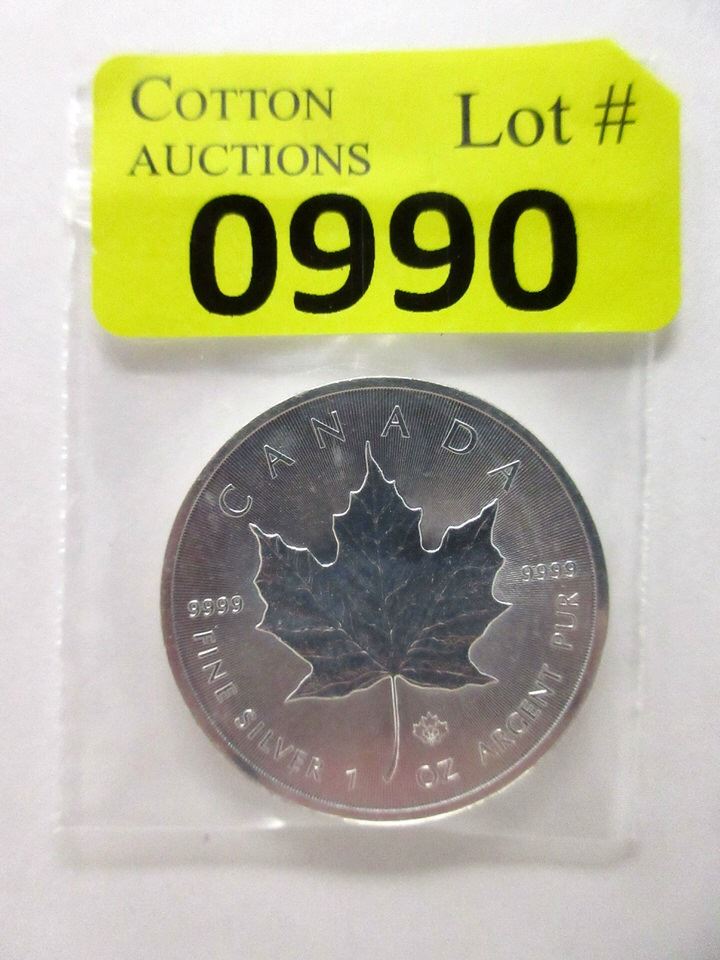 COTTON
AUCTIONS
Lot #
0990
CANADA
9999
9999
FINE SILVER 1 OZ ARGENT PUR